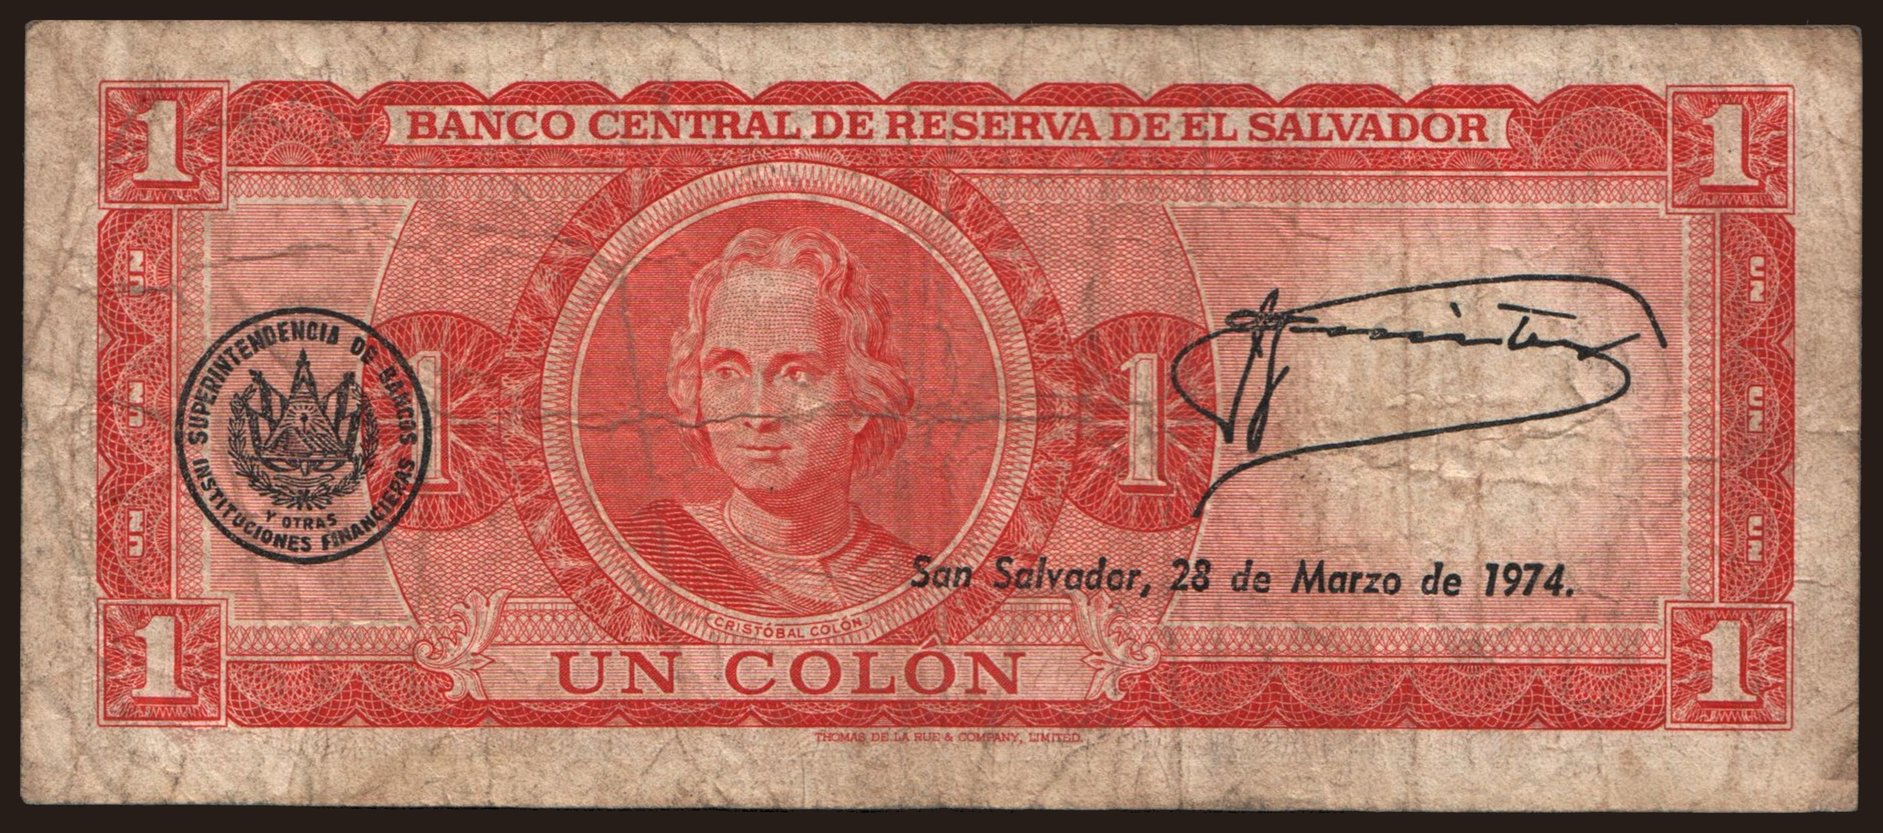 1 1
BANCO CENTRAL DE RESERVA DE EL SALVADOR
UN
UN
UN
UN
UN
UN
SUPERINTENDENCIA DE BANCOS
Y OTRAS
INSTITUCIONES FINANCIERAS
1 1
San Salvador, 28 de Marzo de 1974.
CRISTÓBAL COLÓN
UN COLÓN
1 1
THOMAS DE LA RUE & COMPANY, LIMITED.